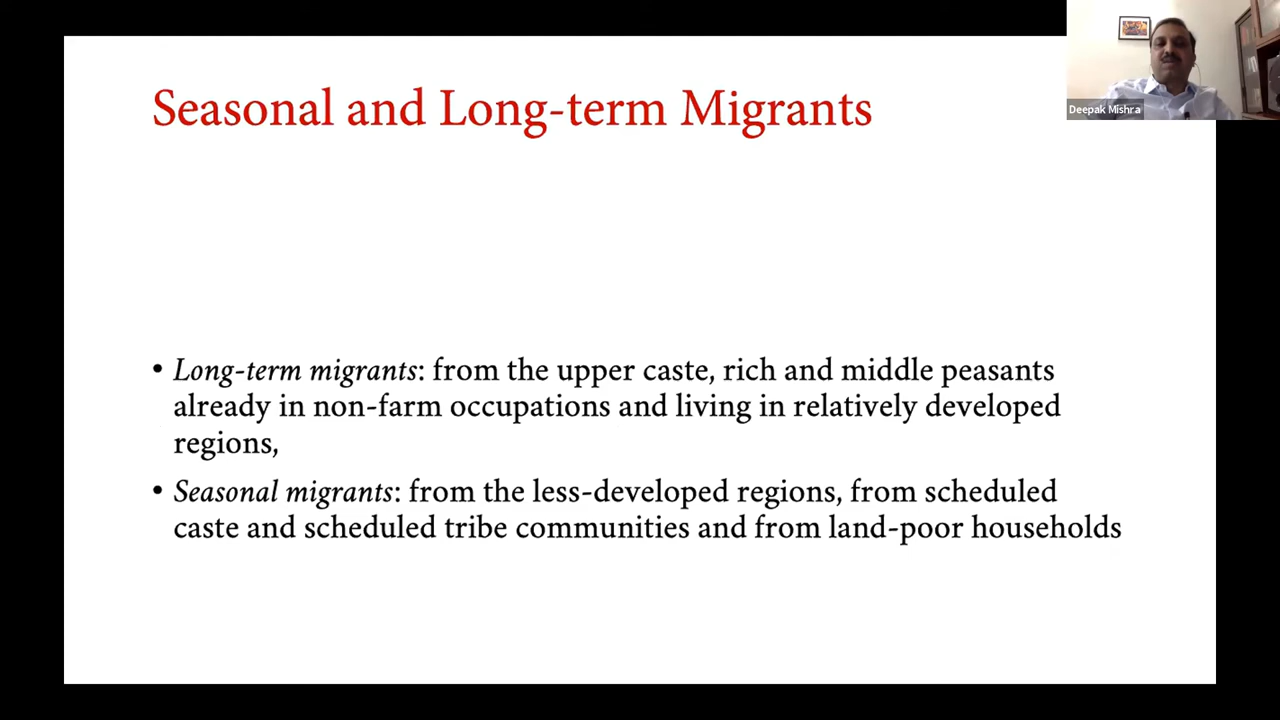 Seasonal and Long-term Migrants
Deepak Mishra
• Long-term migrants: from the upper caste, rich and middle peasants
already in non-farm occupations and living in relatively developed
regions,
• Seasonal migrants: from the less-developed regions, from scheduled
caste and scheduled tribe communities and from land-poor households